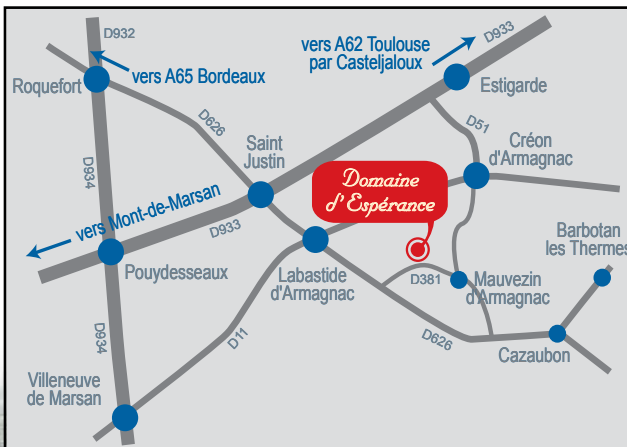 D932
vers A62 Toulouse
par Casteljaloux
D933
vers A65 Bordeaux
Roquefort
Estigarde
D626
D51
Saint
Justin
Créon
d'Armagnac
D934
Domaine
d'Espérance
vers Mont-de-Marsan
D933
Barbotan
les Thermes
Pouydesseaux
Labastide
d'Armagnac
D381
Mauvezin
d'Armagnac
D934
D11
D626
Cazaubon
Villeneuve
de Marsan